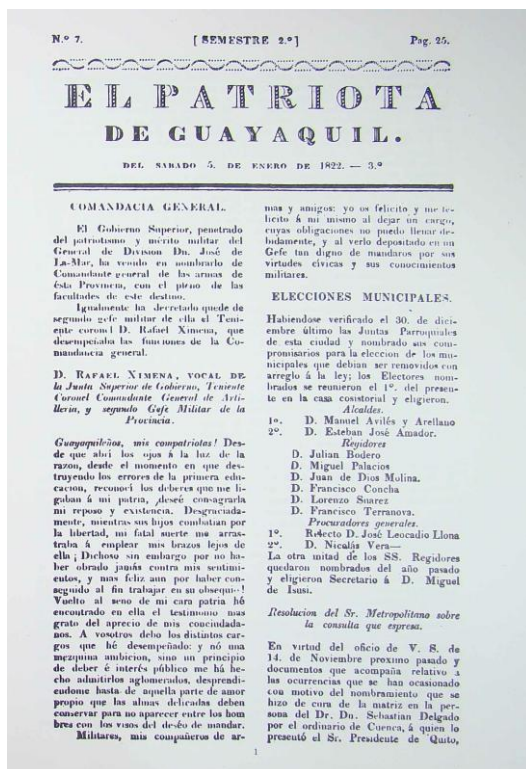 N.º 7. [ SEMESTRE 2.º ] Pag. 25.
EL PATRIOTA
DE GUAYAQUIL.
DEL SABADO 5. DE ENERO DE 1822. — 3.º
COMANDACIA GENERAL.
El Gobierno Superior, penetrado
del patriotismo y mérito militar del
General de Division Dn. José de
La-Mar, ha venido en nombrarlo de
Comandante general de las armas de
ésta Provincia, con el pleno de las
facultades de este destino.
Igualmente ha decretado quede de
segundo gefe militar de ella el Teni-
ente coronel D. Rafael Ximena, que
desempeñaba las funciones de la Co-
mandancia general.
D. RAFAEL XIMENA, VOCAL DE
la Junta Superior de Gobierno, Teniente
Coronel Comandante General de Arti-
lleria, y segundo Gefe Militar de la
Provincia.
Guayaquileños, mis compatriotas! Des-
de que abrí los ojos á la luz de la
razon, desde el momento en que des-
truyendo los errores de la primera edu-
cacion, reconocí los deberes que me li-
gaban á mi patria, deseé consagrarla
mi reposo y existencia. Desgraciada-
mente, mientras sus hijos combatian por
la libertad, mi fatal suerte me arras-
traba á emplear mis brazos lejos de
ella ¡ Dichoso sin embargo por no ha-
ber obrado jamás contra mis sentimi-
entos, y mas feliz aun por haber con-
seguido al fin trabajar en su obsequi--!
Vuelto al seno de mi cara patria hé
encontrado en ella el testimonio mas
grato del aprecio de mis conciudada-
nos. A vosotros debo los distintos car-
gos que hé desempeñado: y nó una
mezquina ambicion, sino un principio
de deber é interés público me há he-
cho admitirlos aglomerados, desprendi-
endome hasta de aquella parte de amor
propio que las almas delicadas deben
conservar para no aparecer entre los hom
bres con los visos del deséo de mandar.
Militares, mis compañeros de ar-
mas y amigos: yo os felicito y me fe-
licito á mi mismo al dejar un cargo,
cuyas obligaciones no puedo llenar de-
bidamente, y al verlo depositado en un
Gefe tan digno de mandaros por sus
virtudes cívicas y sus conocimientos
militares.
ELECCIONES MUNICIPALES.
Habiendose verificado el 30. de dici-
embre último las Juntas Parroquiales
de esta ciudad y nombrado sus com-
promisarios para la eleccion de los mu-
nicipales que debian ser removidos con
arreglo á la ley; los Electores nom-
brados se reunieron el 1º. del presen-
te en la casa cosistorial y eligieron.
Alcaldes.
1º. D. Manuel Avilés y Arellano
2º. D. Esteban José Amador.
Regidores
D. Julian Bodero
D. Miguel Palacios
D. Juan de Dios Molina.
D. Francisco Concha
D. Lorenzo Suarez
D. Francisco Terranova.
Procuradores generales.
1º. Relecto D. José Leocadio Llona
2º. D. Nicolás Vera—
La otra mitad de los SS. Regidores
quedaron nombrados del año pasado
y eligieron Secretario á D. Miguel
de Isusi.
Resolucion del Sr. Metropolitano sobre
la consulta que espresa.
En virtud del oficio de V. S. de
14. de Noviembre proximo pasado y
documentos que acompaña relativo a
las ocurrencias que se han ocasionado
con motivo del nombramiento que se
hizo de cura de la matriz en la per-
sona del Dr. Dn. Sebastian Delgado
por el ordinario de Cuenca, á quien lo
presentó el Sr. Presidente de Quito,
1